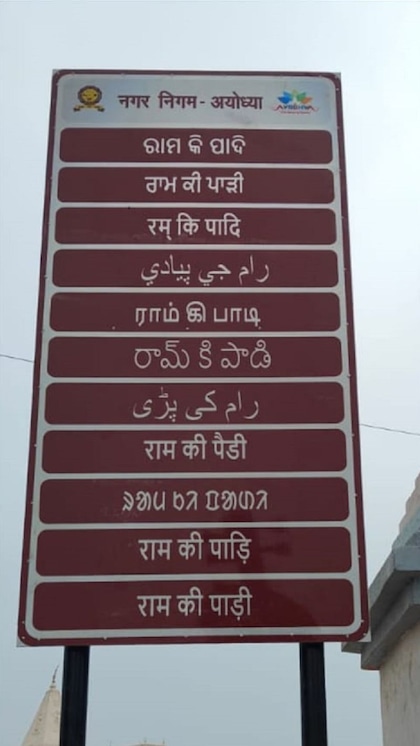 नगर निगम - अयोध्या
രാമ കി പാദി
ਰਾਮ ਕੀ ਪਾੜੀ
रम् कि पादि
رام جي پيادي
ராம் கி பாடி
రామ్ కి పాడి
رام کی پڑی
राम की पैडी
राम की पाड़ि
राम की पाड़ी